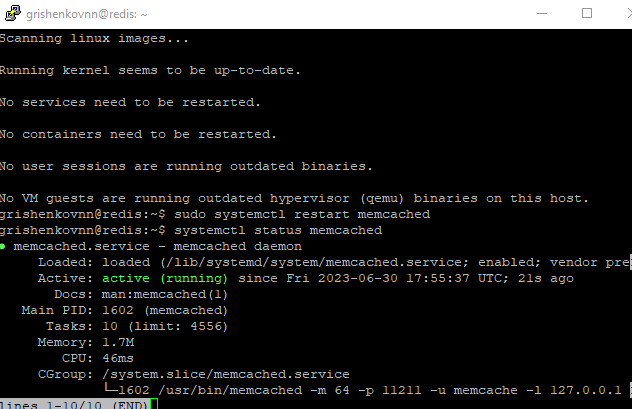 grishenkovnn@redis: ~
Scanning linux images...
Running kernel seems to be up-to-date.
No services need to be restarted.
No containers need to be restarted.
No user sessions are running outdated binaries.
No VM guests are running outdated hypervisor (qemu) binaries on this host.
grishenkovnn@redis:~$ sudo systemctl restart memcached
grishenkovnn@redis:~$ systemctl status memcached
● memcached.service - memcached daemon
Loaded: loaded (/lib/systemd/system/memcached.service; enabled; vendor pre
Active: active (running) since Fri 2023-06-30 17:55:37 UTC; 21s ago
Docs: man:memcached(1)
Main PID: 1602 (memcached)
Tasks: 10 (limit: 4556)
Memory: 1.7M
CPU: 46ms
CGroup: /system.slice/memcached.service
└─1602 /usr/bin/memcached -m 64 -p 11211 -u memcache -l 127.0.0.1
lines 1-10/10 (END)